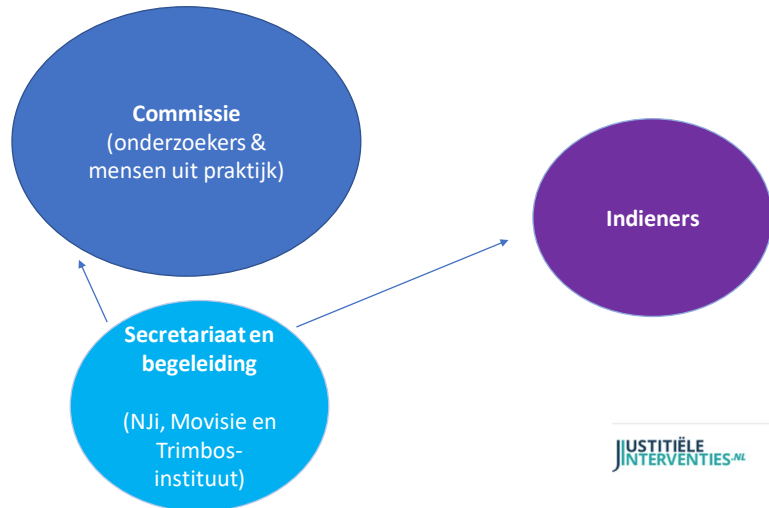 Commissie
(onderzoekers &
mensen uit praktijk)
Indieners
Secretariaat en
begeleiding
(NJi, Movisie en
Trimbos-
instituut)
JUSTITIËLE
INTERVENTIES.NL